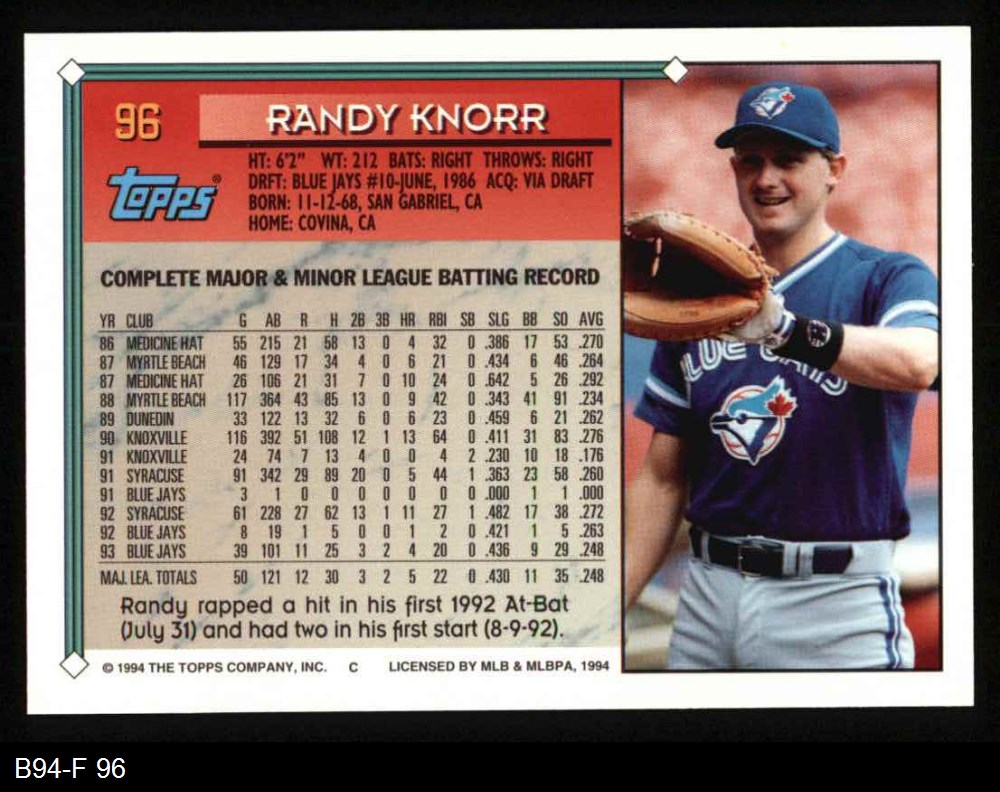 96
RANDY KNORR
TOPPS®
HT: 6'2" WT: 212 BATS: RIGHT THROWS: RIGHT
DRFT: BLUE JAYS #10-JUNE, 1986 ACQ: VIA DRAFT
BORN: 11-12-68, SAN GABRIEL, CA
HOME: COVINA, CA
COMPLETE MAJOR & MINOR LEAGUE BATTING RECORD
YR CLUB G AB R H 2B 3B HR RBI SB SLG BB SO AVG
86 MEDICINE HAT 55 215 21 58 13 0 4 32 0 .386 17 53 .270
87 MYRTLE BEACH 46 129 17 34 4 0 6 21 0 .434 6 46 .264
87 MEDICINE HAT 26 106 21 31 7 0 10 24 0 .642 5 26 .292
88 MYRTLE BEACH 117 364 43 85 13 0 9 42 0 .343 41 91 .234
89 DUNEDIN 33 122 13 32 6 0 6 23 0 .459 6 21 .262
90 KNOXVILLE 116 392 51 108 12 1 13 64 0 .411 31 83 .276
91 KNOXVILLE 24 74 7 13 4 0 0 4 2 .230 10 18 .176
91 SYRACUSE 91 342 29 89 20 0 5 44 1 .363 23 58 .260
91 BLUE JAYS 3 1 0 0 0 0 0 0 0 .000 1 1 .000
92 SYRACUSE 61 228 27 62 13 1 11 27 1 .482 17 38 .272
92 BLUE JAYS 8 19 1 5 0 0 1 2 0 .421 1 5 .263
93 BLUE JAYS 39 101 11 25 3 2 4 20 0 .436 9 29 .248
MAJ. LEA. TOTALS 50 121 12 30 3 2 5 22 0 .430 11 35 .248
Randy rapped a hit in his first 1992 At-Bat
(July 31) and had two in his first start (8-9-92).
© 1994 THE TOPPS COMPANY, INC. C LICENSED BY MLB & MLBPA, 1994
BLUE JAYS
B94-F 96